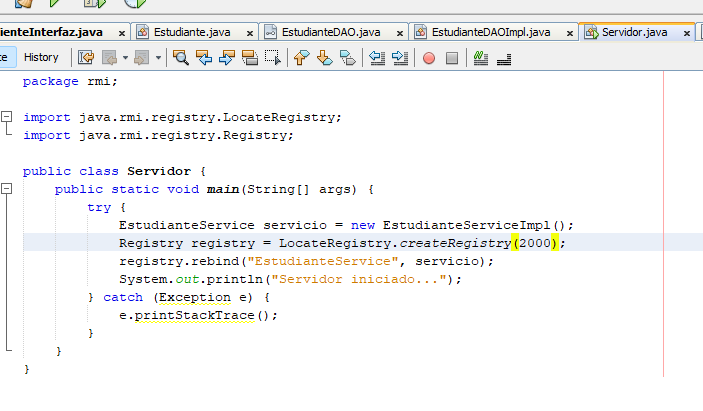 ienteInterfaz.java
Estudiante.java
EstudianteDAO.java
EstudianteDAOImpl.java
Servidor.java
History
package rmi;
import java.rmi.registry.LocateRegistry;
import java.rmi.registry.Registry;
public class Servidor {
public static void main(String[] args) {
try {
EstudianteService servicio = new EstudianteServiceImpl();
Registry registry = LocateRegistry.createRegistry(2000);
registry.rebind("EstudianteService", servicio);
System.out.println("Servidor iniciado...");
} catch (Exception e) {
e.printStackTrace();
}
}
}